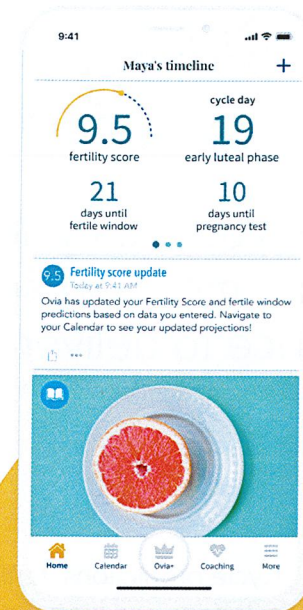 9:41
Maya's timeline
+
9.5
fertility score
cycle day
19
early luteal phase
21
days until
fertile window
10
days until
pregnancy test
9.5
Fertility score update
Today at 9:41 AM
Ovia has updated your Fertility Score and fertile window
predictions based on data you entered. Navigate to
your Calendar to see your updated projections!
Home
Calendar
Ovia+
Coaching
More